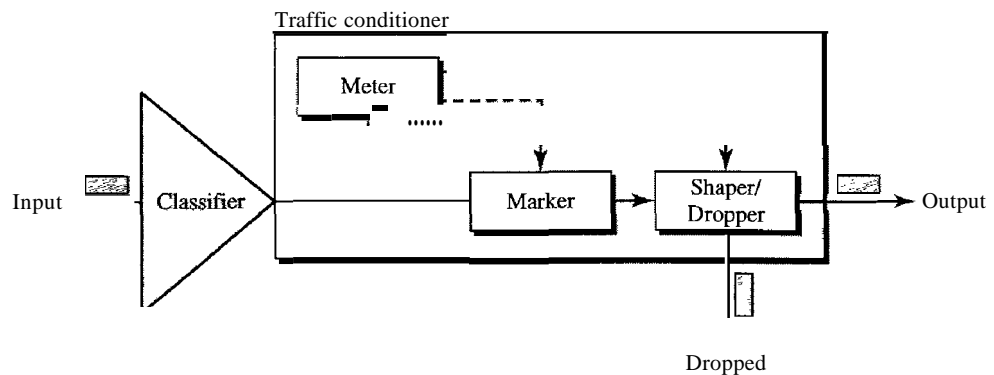 Traffic conditioner
Meter
Input
Classifier
Marker
Shaper/
Dropper
Output
Dropped